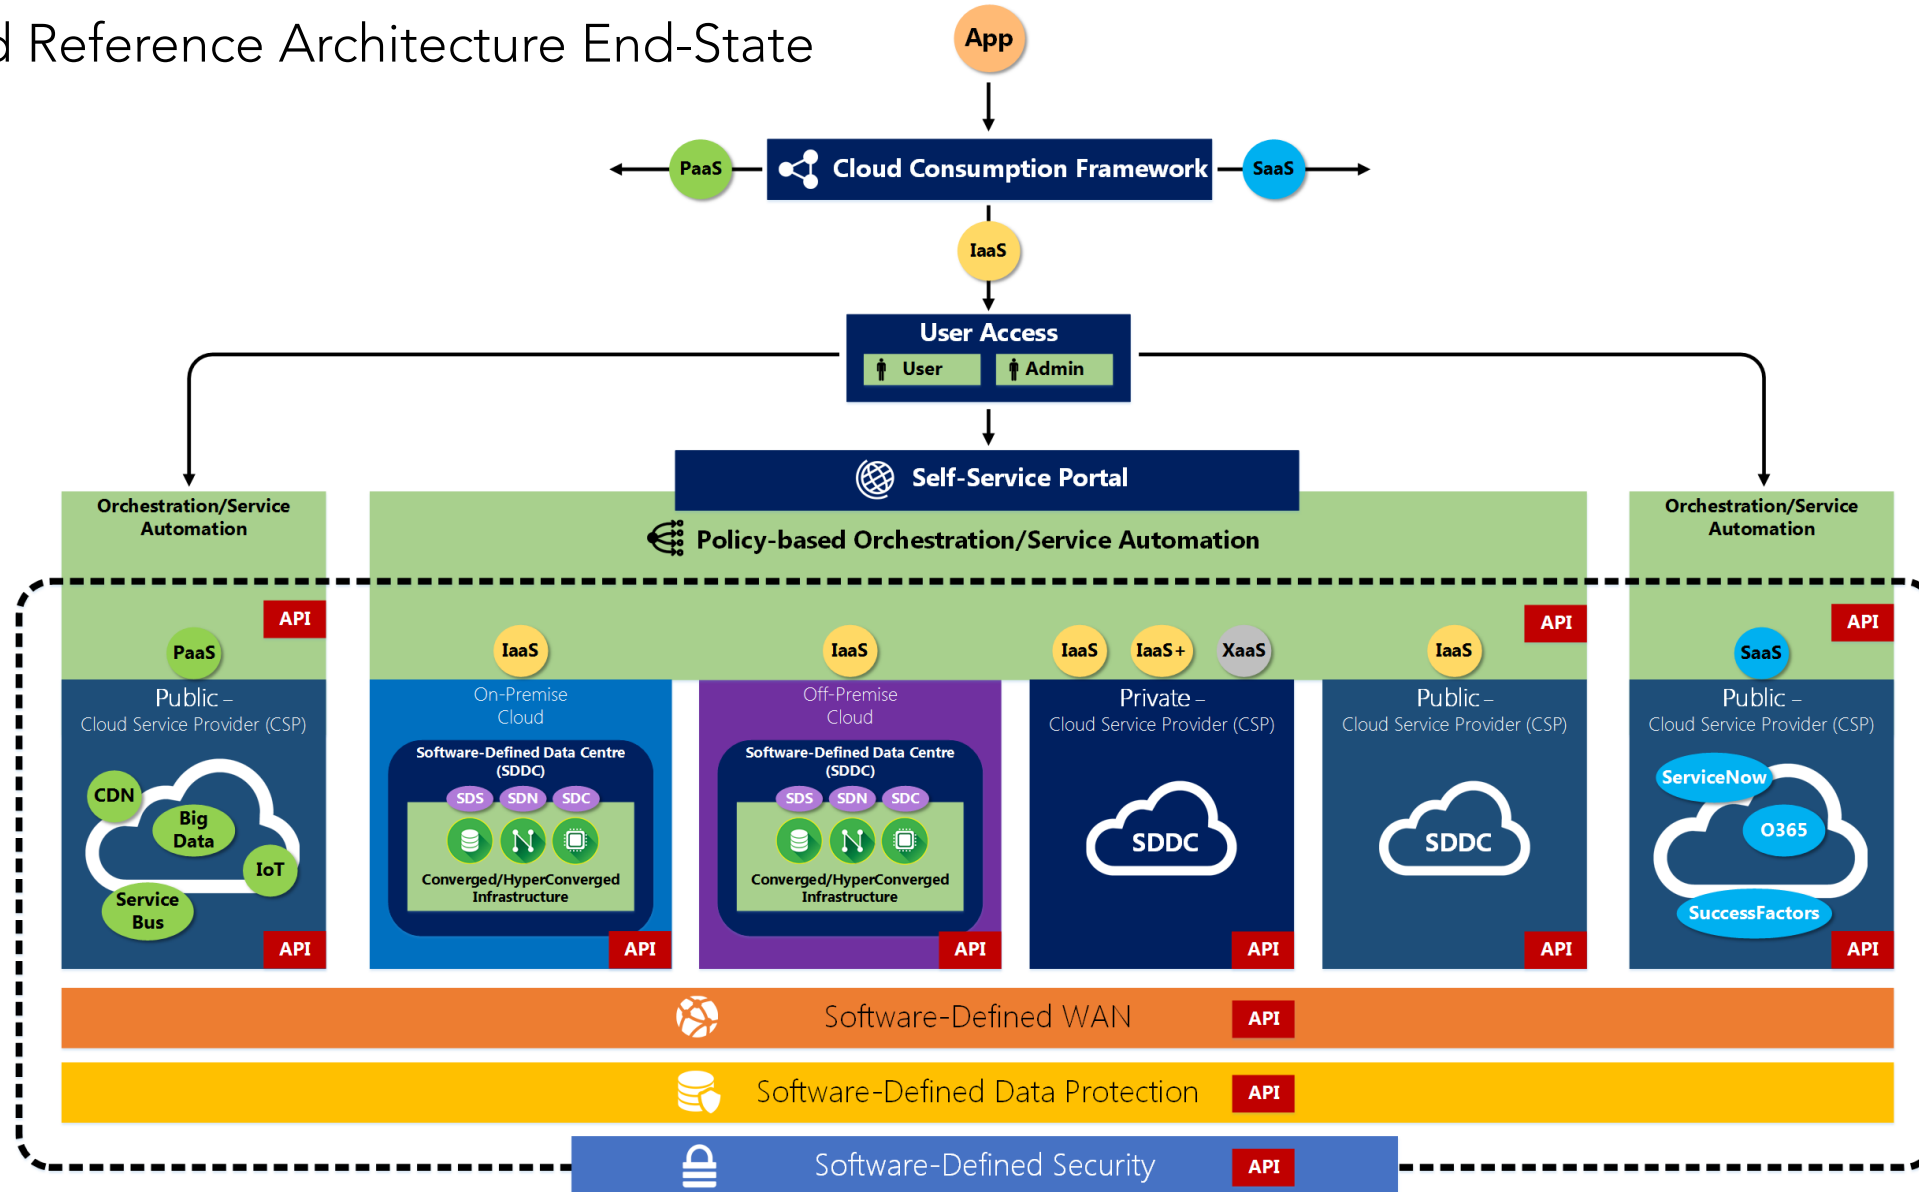 d Reference Architecture End-State
App
PaaS
Cloud Consumption Framework
SaaS
IaaS
User Access
User
Admin
Self-Service Portal
Orchestration/Service
Automation
Policy-based Orchestration/Service Automation
Orchestration/Service
Automation
API
API
API
PaaS
IaaS
IaaS
IaaS
IaaS+
XaaS
IaaS
SaaS
Public –
Cloud Service Provider (CSP)
CDN
Big
Data
IoT
Service
Bus
API
On-Premise
Cloud
Software-Defined Data Centre
(SDDC)
SDS
SDN
SDC
Converged/HyperConverged
Infrastructure
API
Off-Premise
Cloud
Software-Defined Data Centre
(SDDC)
SDS
SDN
SDC
Converged/HyperConverged
Infrastructure
API
Private –
Cloud Service Provider (CSP)
SDDC
API
Public –
Cloud Service Provider (CSP)
SDDC
API
Public –
Cloud Service Provider (CSP)
ServiceNow
O365
SuccessFactors
API
Software-Defined WAN
API
Software-Defined Data Protection
API
Software-Defined Security
API